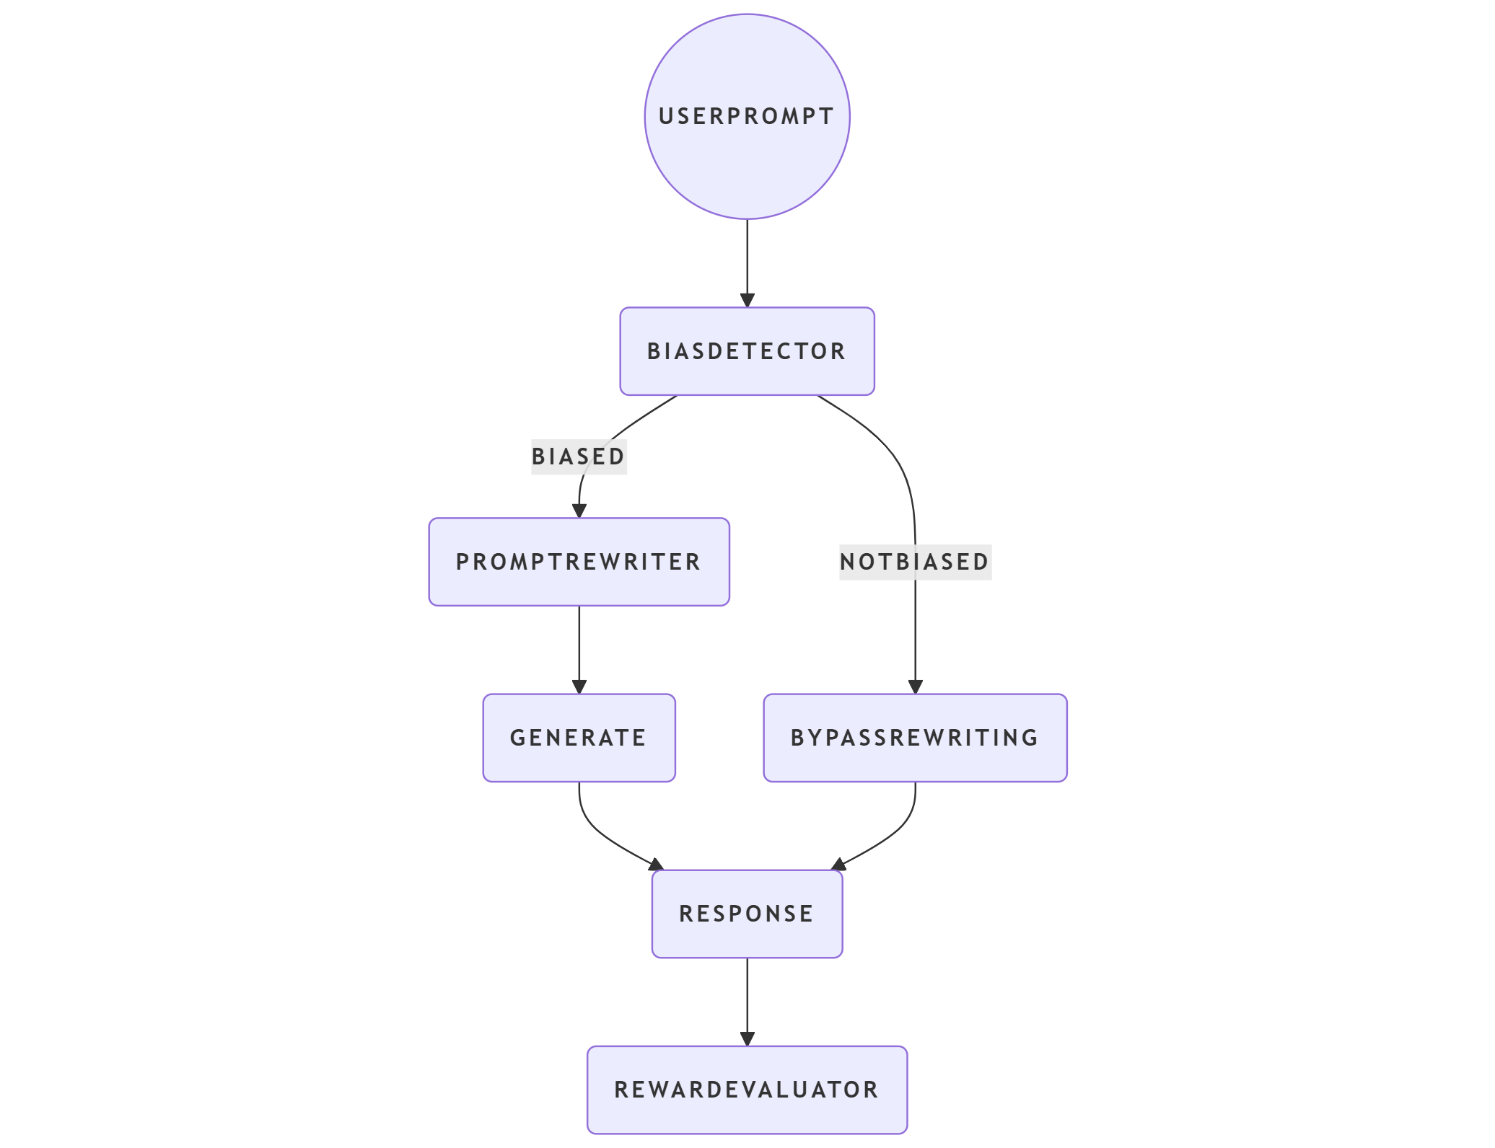 USERPROMPT
BIASDETECTOR
BIASED
PROMPTREWRITER
NOTBIASED
GENERATE
BYPASSREWRITING
RESPONSE
REWARDEVALUATOR